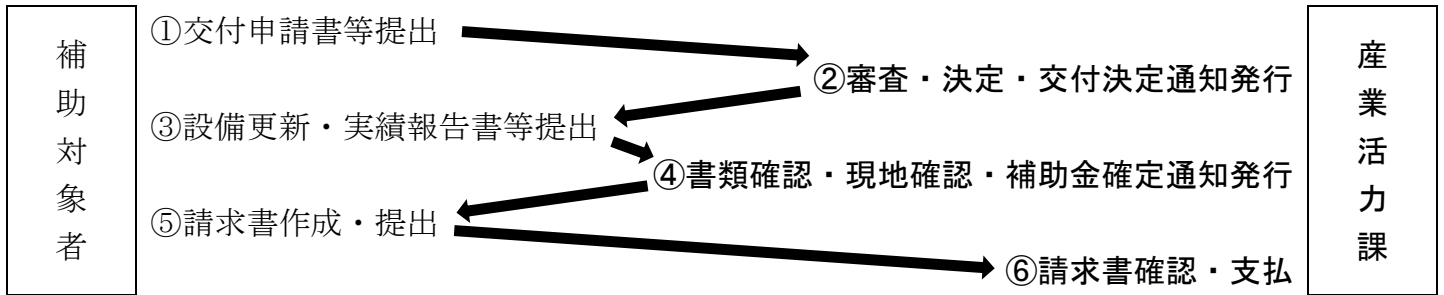 補助対象者
①交付申請書等提出
②審査・決定・交付決定通知発行
③設備更新・実績報告書等提出
④書類確認・現地確認・補助金確定通知発行
⑤請求書作成・提出
⑥請求書確認・支払
産業活力課